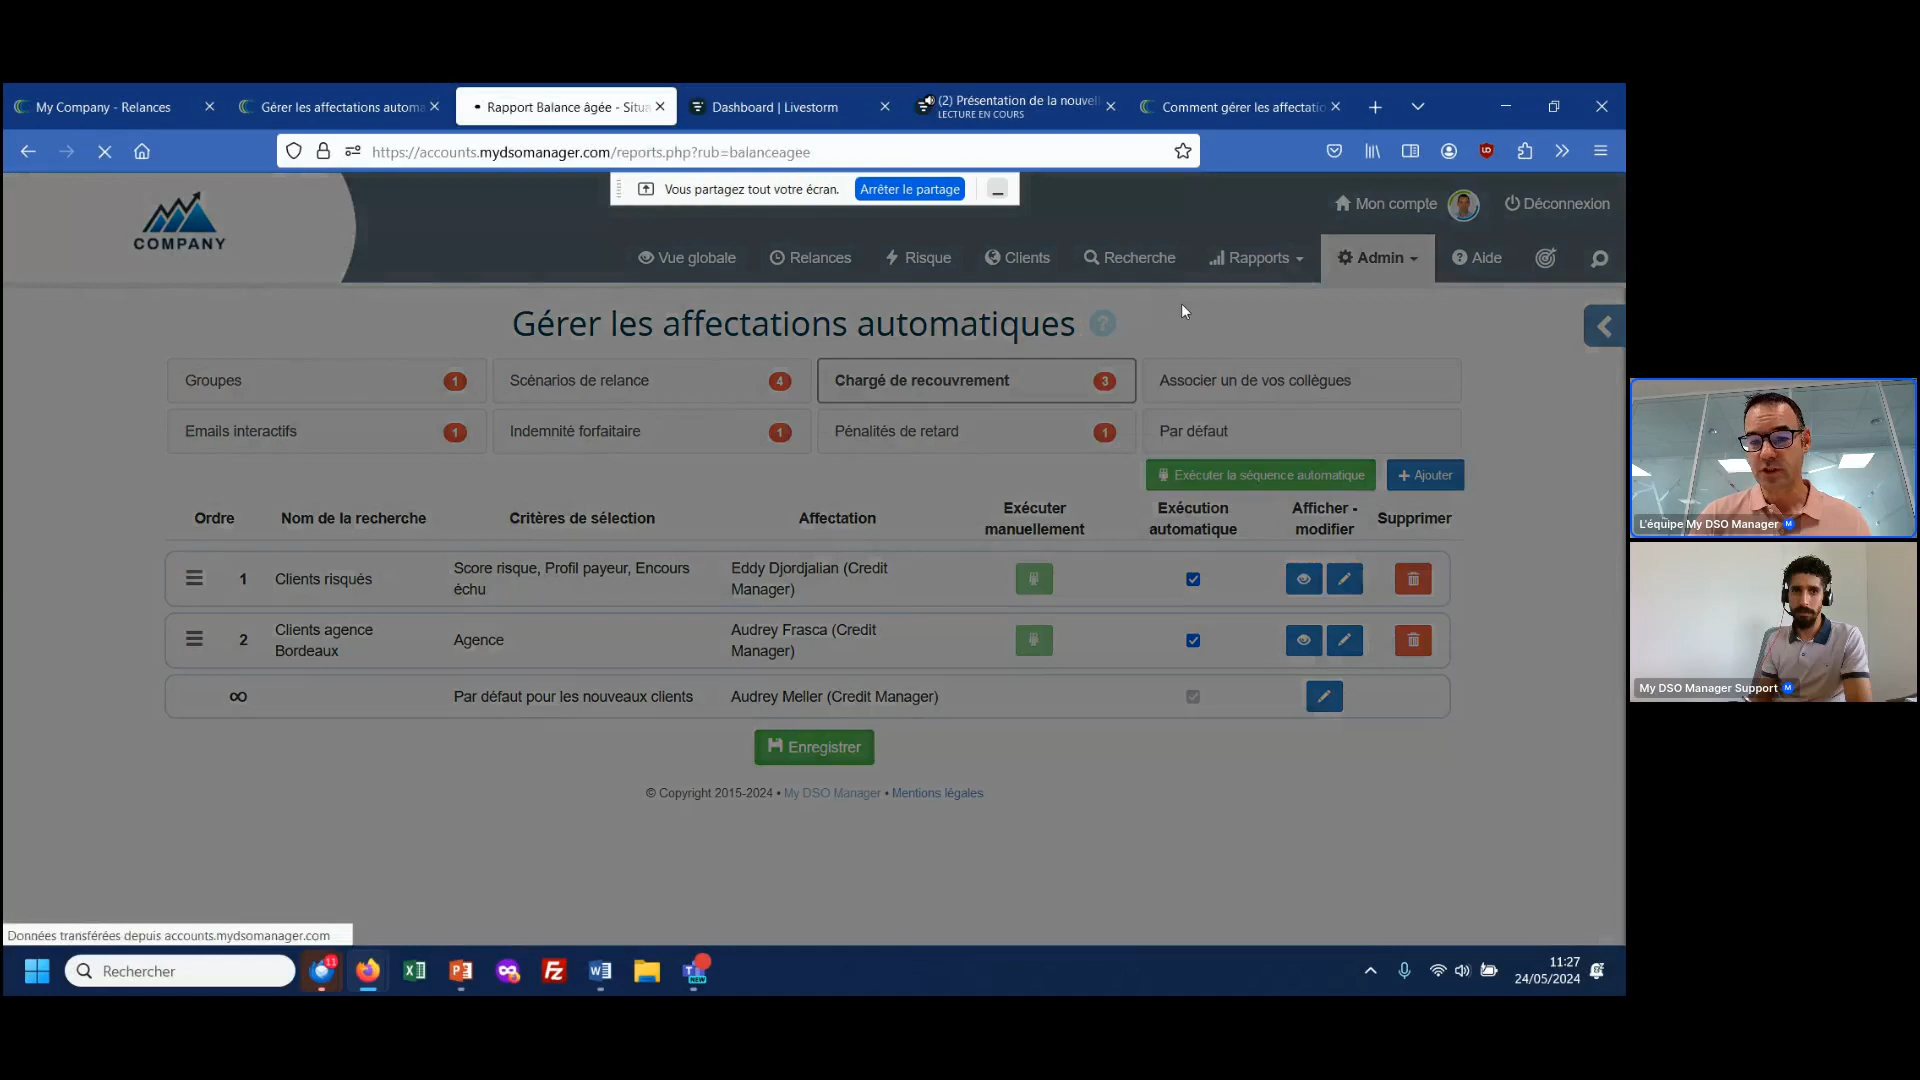 My Company - Relances
Gérer les affectations automa
Rapport Balance âgée - Situa
Dashboard | Livestorm
(2) Présentation de la nouvell
LECTURE EN COURS
Comment gérer les affectatio
https://accounts.mydsomanager.com/reports.php?rub=balanceagee
Vous partagez tout votre écran.
Arrêter le partage
COMPANY
Mon compte
Déconnexion
Vue globale
Relances
Risque
Clients
Recherche
Rapports
Admin
Aide
Gérer les affectations automatiques ?
Groupes 1
Scénarios de relance 4
Chargé de recouvrement 3
Associer un de vos collègues
Emails interactifs 1
Indemnité forfaitaire 1
Pénalités de retard 1
Par défaut
Exécuter la séquence automatique
+ Ajouter
Ordre
Nom de la recherche
Critères de sélection
Affectation
Exécuter
manuellement
Exécution
automatique
Afficher -
modifier
Supprimer
1
Clients risqués
Score risque, Profil payeur, Encours
échu
Eddy Djordjalian (Credit
Manager)
2
Clients agence
Bordeaux
Agence
Audrey Frasca (Credit
Manager)
∞
Par défaut pour les nouveaux clients
Audrey Meller (Credit Manager)
Enregistrer
© Copyright 2015-2024 • My DSO Manager • Mentions légales
Données transférées depuis accounts.mydsomanager.com
Rechercher
11
NEW
11:27
24/05/2024
L'équipe My DSO Manager M
My DSO Manager Support M